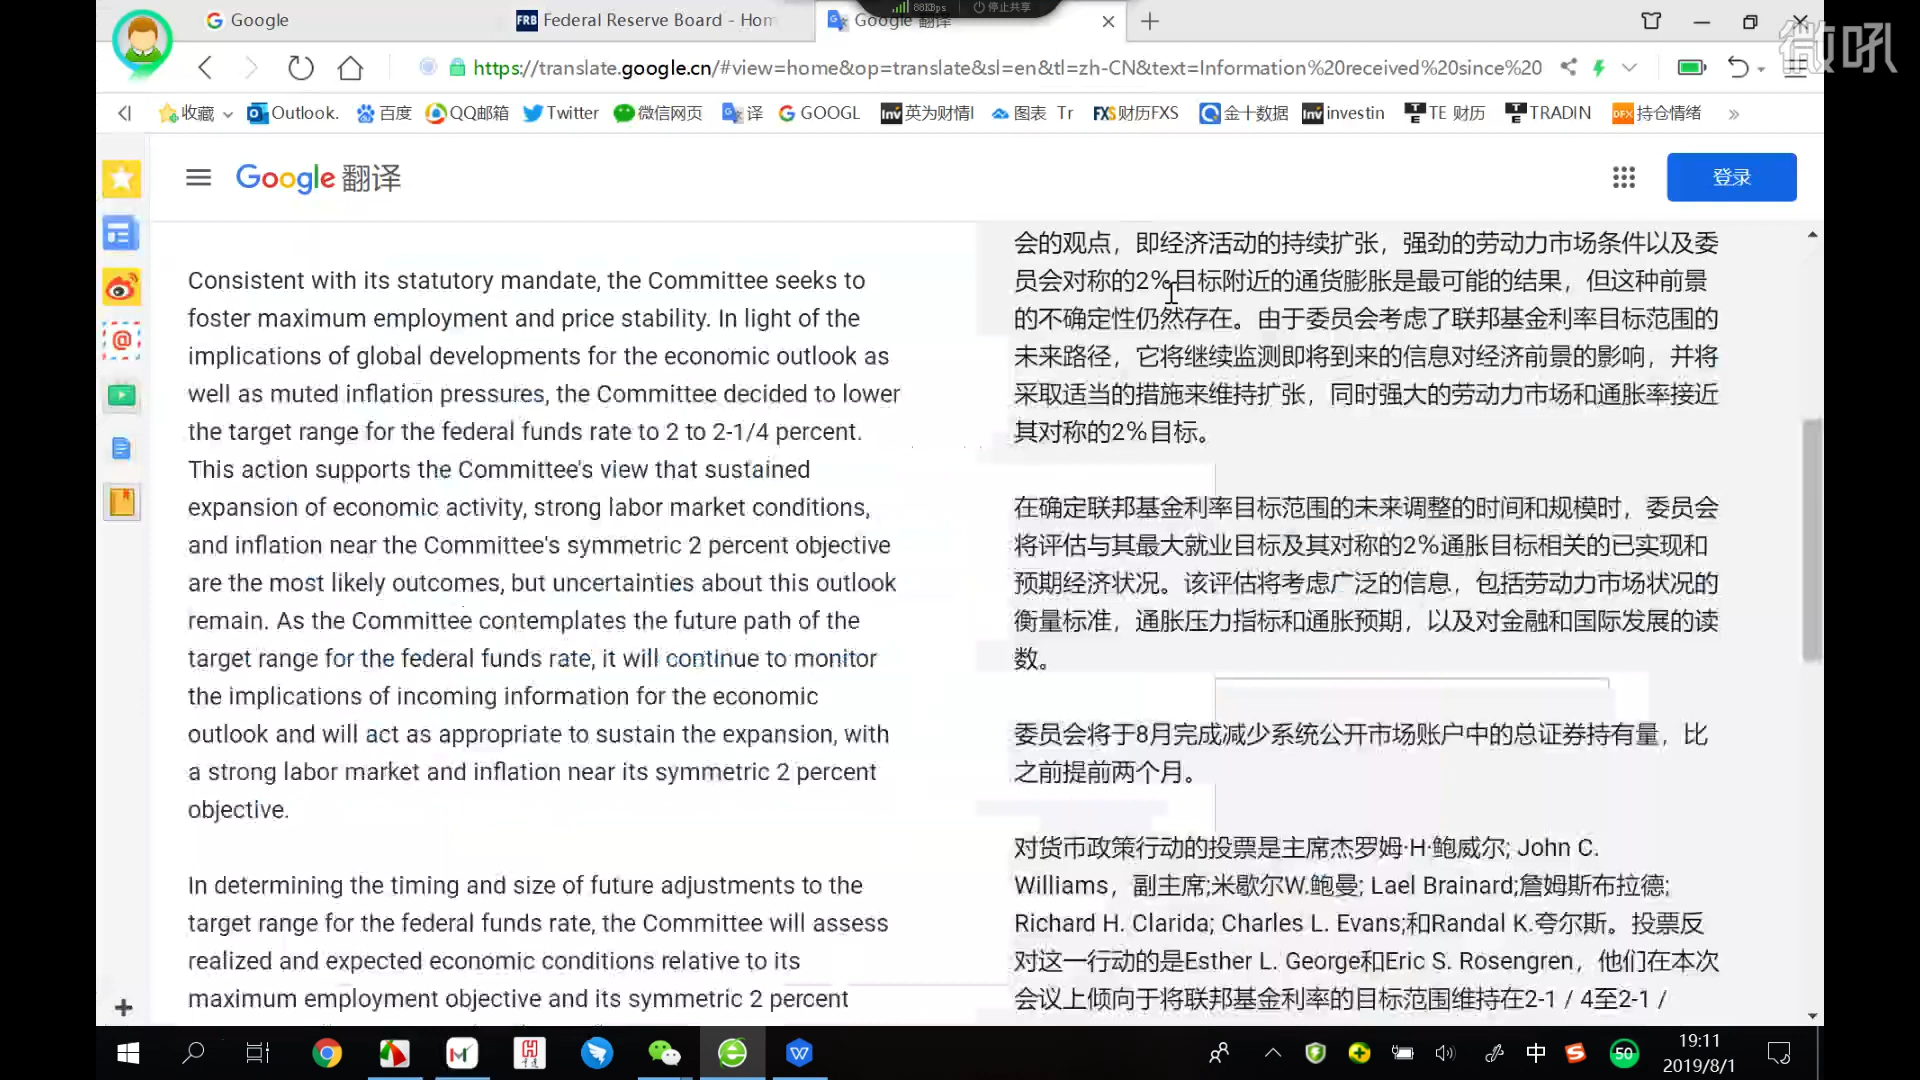 88KBps 停止共享
Google
Federal Reserve Board - Hom
Google 翻译
微吼
https://translate.google.cn/#view=home&op=translate&sl=en&tl=zh-CN&text=Information%20received%20since%20
收藏 Outlook. 百度 QQ邮箱 Twitter 微信网页 译 GOOGL 英为财情I 图表 Tr 财历FXS 金十数据 investin TE 财历 TRADIN 持仓情绪 »
Google 翻译
登录
Consistent with its statutory mandate, the Committee seeks to
foster maximum employment and price stability. In light of the
implications of global developments for the economic outlook as
well as muted inflation pressures, the Committee decided to lower
the target range for the federal funds rate to 2 to 2-1/4 percent.
This action supports the Committee's view that sustained
expansion of economic activity, strong labor market conditions,
and inflation near the Committee's symmetric 2 percent objective
are the most likely outcomes, but uncertainties about this outlook
remain. As the Committee contemplates the future path of the
target range for the federal funds rate, it will continue to monitor
the implications of incoming information for the economic
outlook and will act as appropriate to sustain the expansion, with
a strong labor market and inflation near its symmetric 2 percent
objective.
In determining the timing and size of future adjustments to the
target range for the federal funds rate, the Committee will assess
realized and expected economic conditions relative to its
maximum employment objective and its symmetric 2 percent
会的观点，即经济活动的持续扩张，强劲的劳动力市场条件以及委
员会对称的2%目标附近的通货膨胀是最可能的结果，但这种前景
的不确定性仍然存在。由于委员会考虑了联邦基金利率目标范围的
未来路径，它将继续监测即将到来的信息对经济前景的影响，并将
采取适当的措施来维持扩张，同时强大的劳动力市场和通胀率接近
其对称的2%目标。
在确定联邦基金利率目标范围的未来调整的时间和规模时，委员会
将评估与其最大就业目标及其对称的2%通胀目标相关的已实现和
预期经济状况。该评估将考虑广泛的信息，包括劳动力市场状况的
衡量标准，通胀压力指标和通胀预期，以及对金融和国际发展的读
数。
委员会将于8月完成减少系统公开市场账户中的总证券持有量，比
之前提前两个月。
对货币政策行动的投票是主席杰罗姆·H·鲍威尔; John C.
Williams，副主席;米歇尔W.鲍曼; Lael Brainard;詹姆斯布拉德;
Richard H. Clarida; Charles L. Evans;和Randal K.夸尔斯。投票反
对这一行动的是Esther L. George和Eric S. Rosengren，他们在本次
会议上倾向于将联邦基金利率的目标范围维持在2-1 / 4至2-1 /
中
50
19:11
2019/8/1